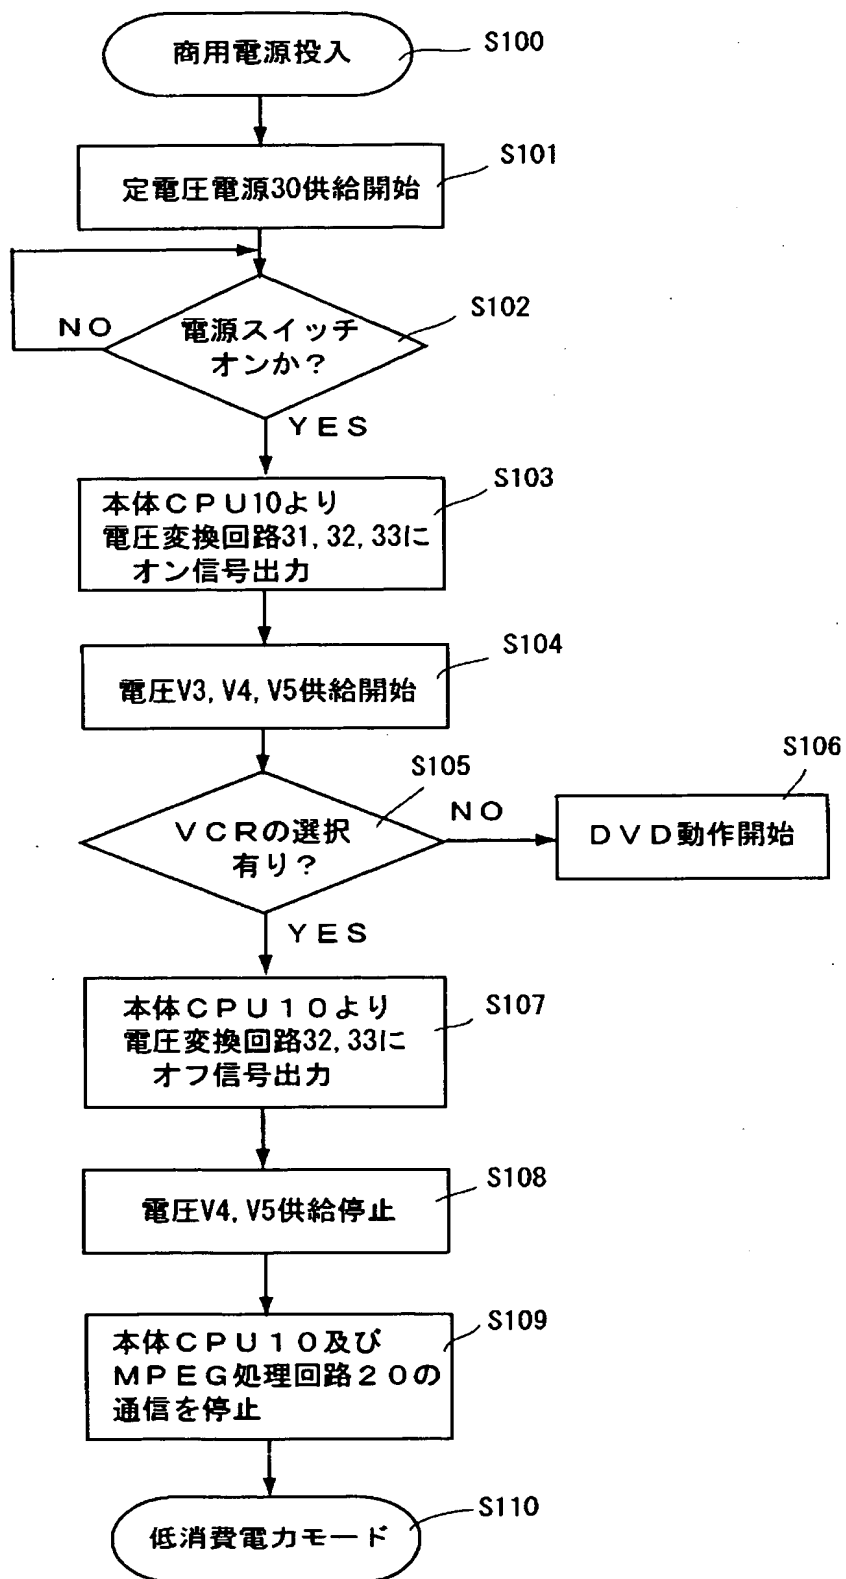 商用電源投入
S100
S101
定電圧電源30供給開始
S102
NO
電源スイッチ
オンか？
YES
S103
本体ＣＰＵ10より
電圧変換回路31,32,33に
オン信号出力
S104
電圧V3,V4,V5供給開始
S105
S106
ＶＣＲの選択
有り？
NO
ＤＶＤ動作開始
YES
S107
本体ＣＰＵ１０より
電圧変換回路32,33に
オフ信号出力
S108
電圧V4,V5供給停止
S109
本体ＣＰＵ１０及び
ＭＰＥＧ処理回路２０の
通信を停止
S110
低消費電力モード